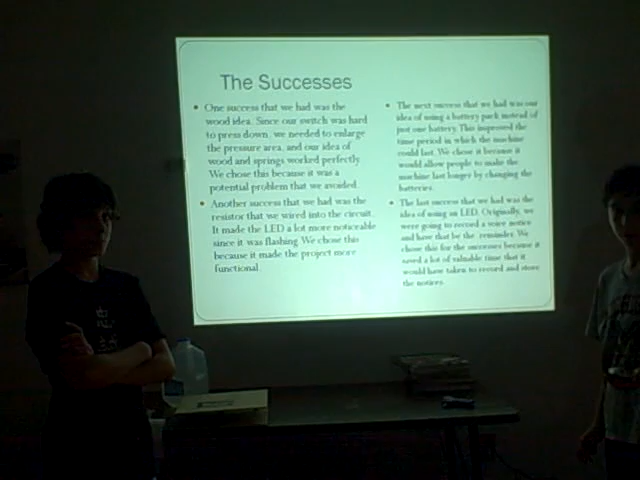 The Successes
One success that we had was the
wood idea. Since our switch was hard
to press down, we needed to enlarge
the pressure area, and our idea of
wood and springs worked perfectly.
We chose this because it was a
potential problem that we avoided.
Another success that we had was the
resistor that we wired into the circuit.
It made the LED a lot more noticeable
since it was flashing. We chose this
because it made the project more
functional.
The next success that we had was our
idea of using a battery pack instead of
just one battery. This improved the
time period in which the machine
could last. We chose it because it
would allow people to make the
machine last longer by changing the
batteries.
The last success that we had was the
idea of using an LED. Originally, we
were going to record a voice notice
and have that be the reminder. We
chose this for the successes because it
saved a lot of valuable time that it
would have taken to record and store
the notices.